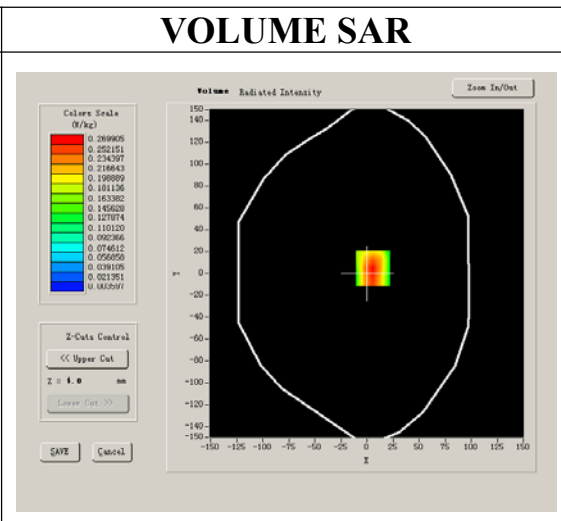 VOLUME SAR
Volume Radiated Intensity
Zoom In/Out
Colors Scale
(W/kg)
0.269905
0.252151
0.234397
0.216643
0.198889
0.181136
0.163382
0.145628
0.127874
0.110120
0.092366
0.074612
0.056858
0.039105
0.021351
0.003597
Z-Cuts Control
<< Upper Cut
Z = 4.0 mm
Lower Cut >>
SAVE
Cancel
150
140
120
100
80
60
40
20
0
-20
-40
-60
-80
-100
-120
-140
-150
Y
-150 -125 -100 -75 -50 -25 0 25 50 75 100 125 150
X